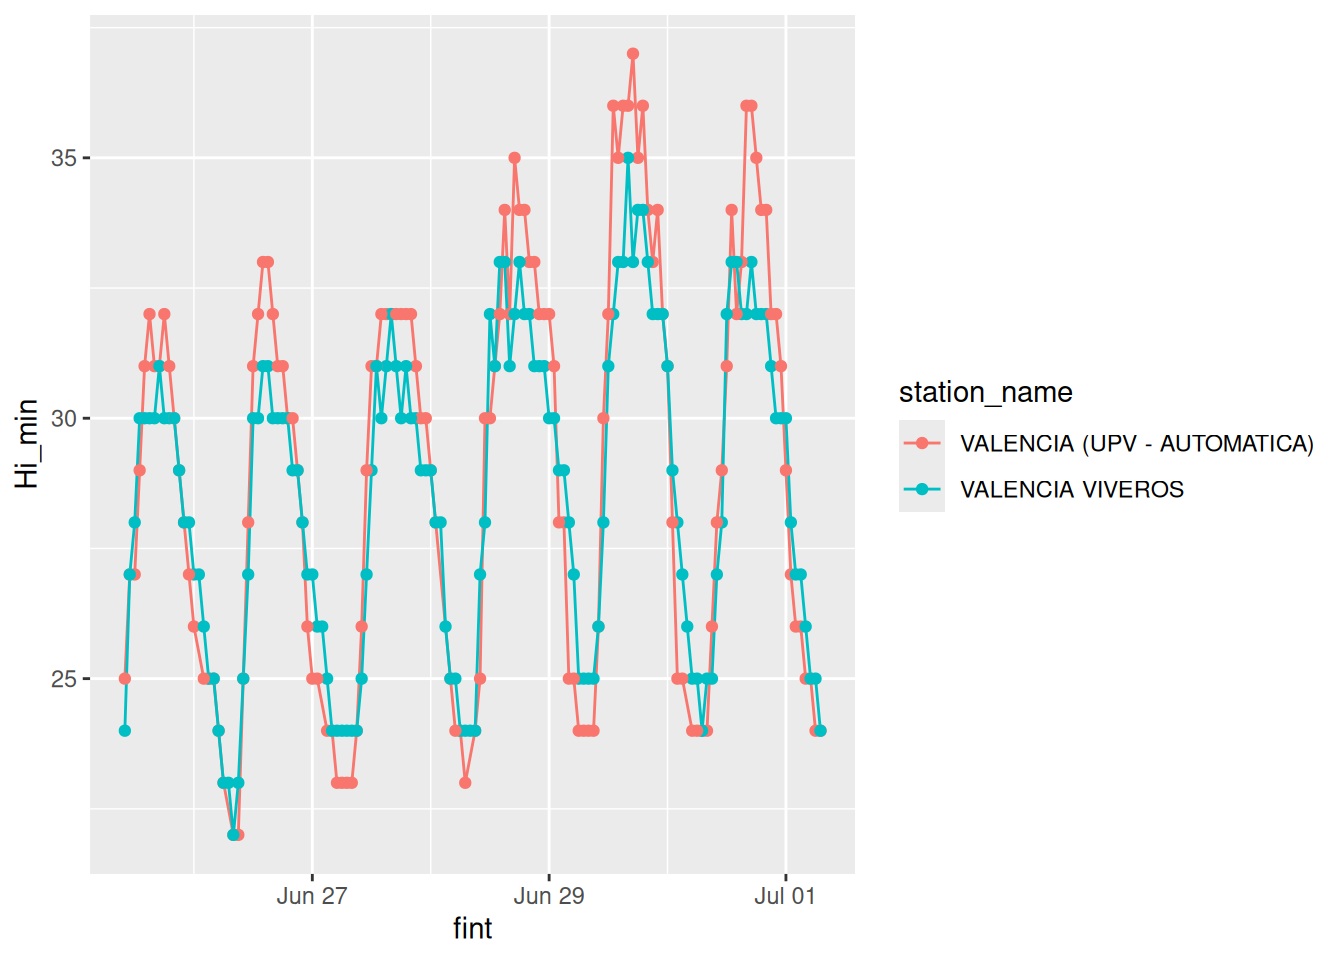 Hi_min
35
30
25
Jun 27
Jun 29
Jul 01
fint
station_name
VALENCIA (UPV - AUTOMATICA)
VALENCIA VIVEROS